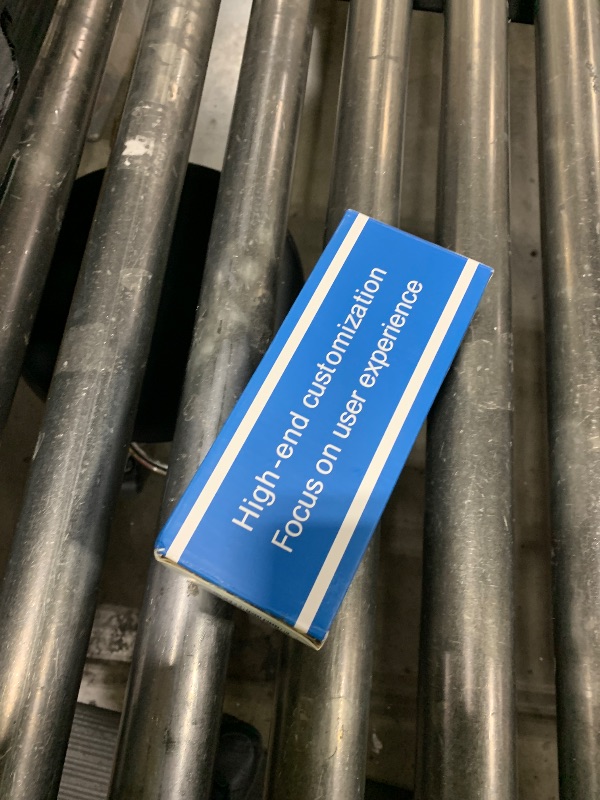 High-end customization
Focus on user experience